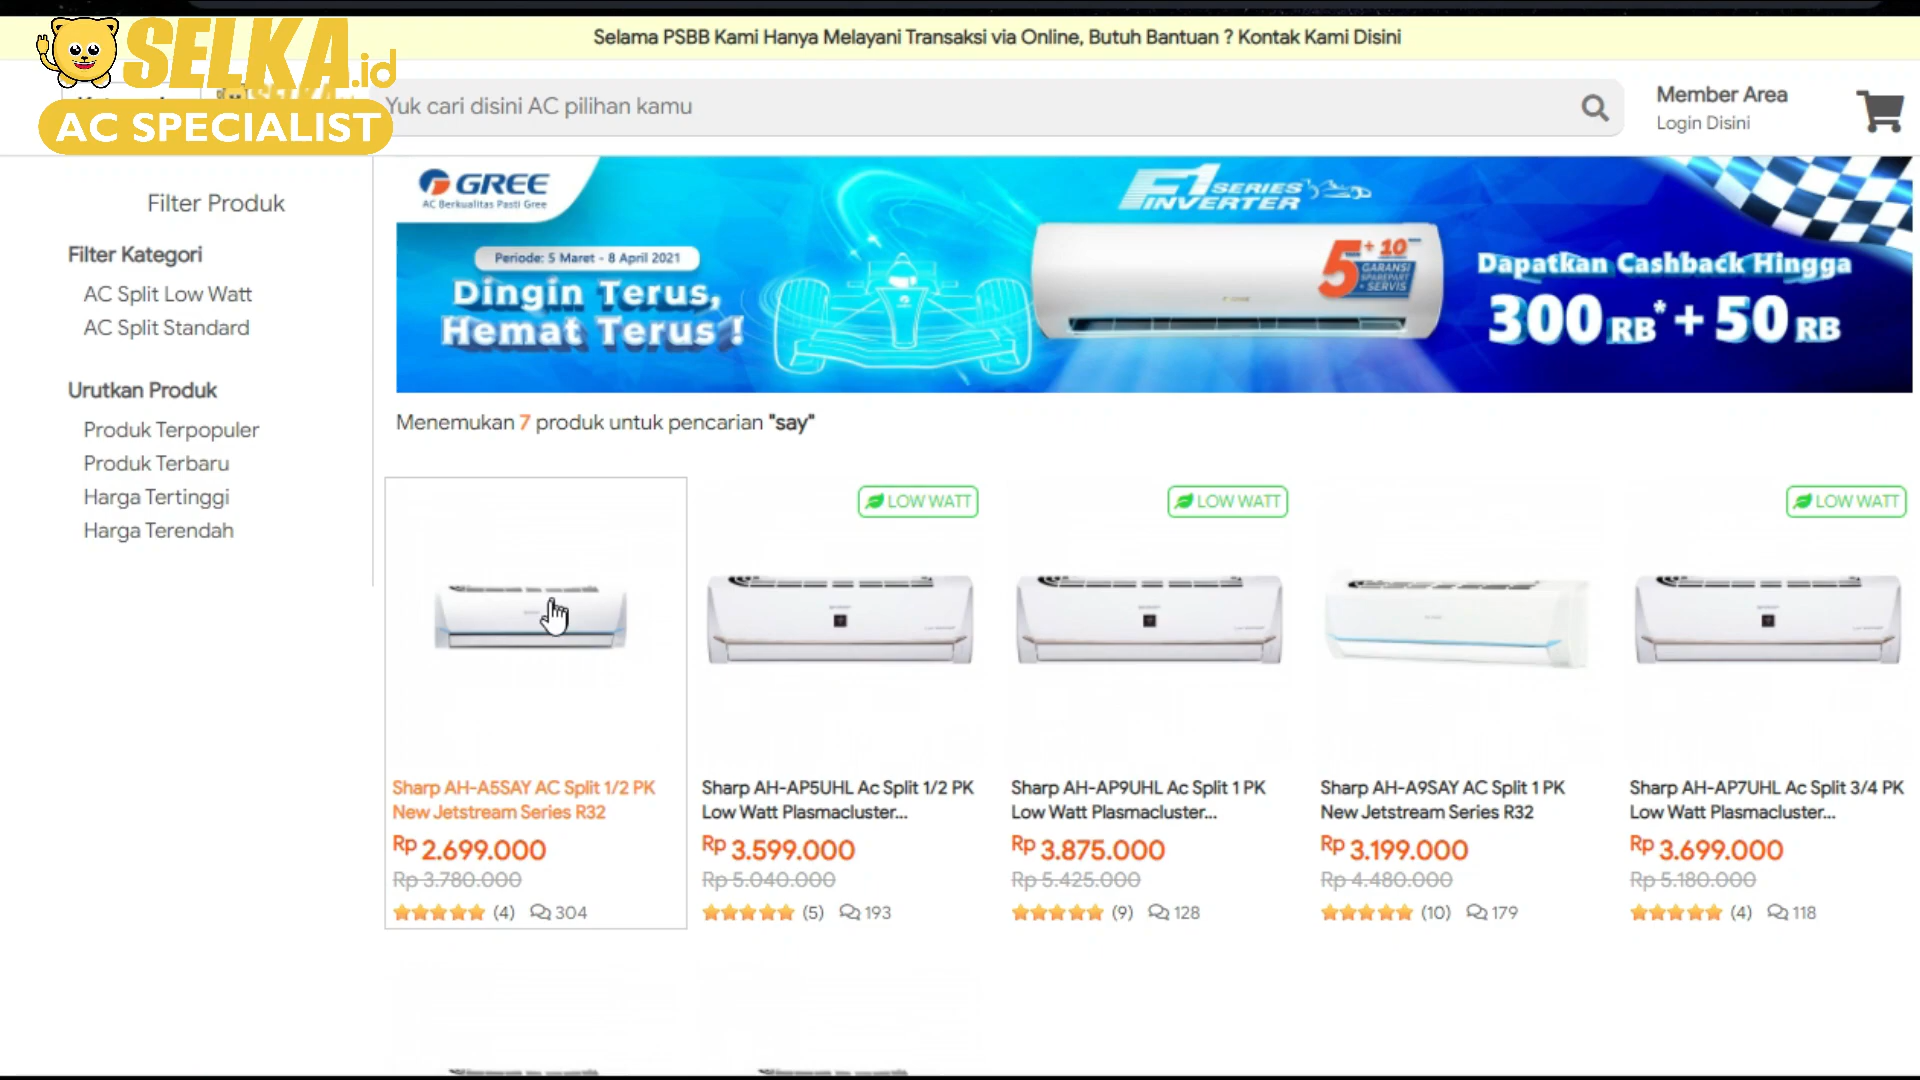 SELKA.id
AC SPECIALIST
Selama PSBB Kami Hanya Melayani Transaksi via Online, Butuh Bantuan ? Kontak Kami Disini
Yuk cari disini AC pilihan kamu
Member Area
Login Disini
Filter Produk
Filter Kategori
AC Split Low Watt
AC Split Standard
Urutkan Produk
Produk Terpopuler
Produk Terbaru
Harga Tertinggi
Harga Terendah
GREE
AC Berkualitas Pasti Gree
Periode: 5 Maret - 8 April 2021
Dingin Terus,
Hemat Terus !
F1 SERIES
INVERTER
5 + 10
GARANSI
SPAREPART
+ SERVIS
Dapatkan Cashback Hingga
300 RB* + 50 RB
Menemukan 7 produk untuk pencarian "say"
Sharp AH-A5SAY AC Split 1/2 PK
New Jetstream Series R32
Rp 2.699.000
Rp 3.780.000
(4) 304
LOW WATT
Sharp AH-AP5UHL Ac Split 1/2 PK
Low Watt Plasmacluster...
Rp 3.599.000
Rp 5.040.000
(5) 193
LOW WATT
Sharp AH-AP9UHL Ac Split 1 PK
Low Watt Plasmacluster...
Rp 3.875.000
Rp 5.425.000
(9) 128
Sharp AH-A9SAY AC Split 1 PK
New Jetstream Series R32
Rp 3.199.000
Rp 4.480.000
(10) 179
LOW WATT
Sharp AH-AP7UHL Ac Split 3/4 PK
Low Watt Plasmacluster...
Rp 3.699.000
Rp 5.180.000
(4) 118